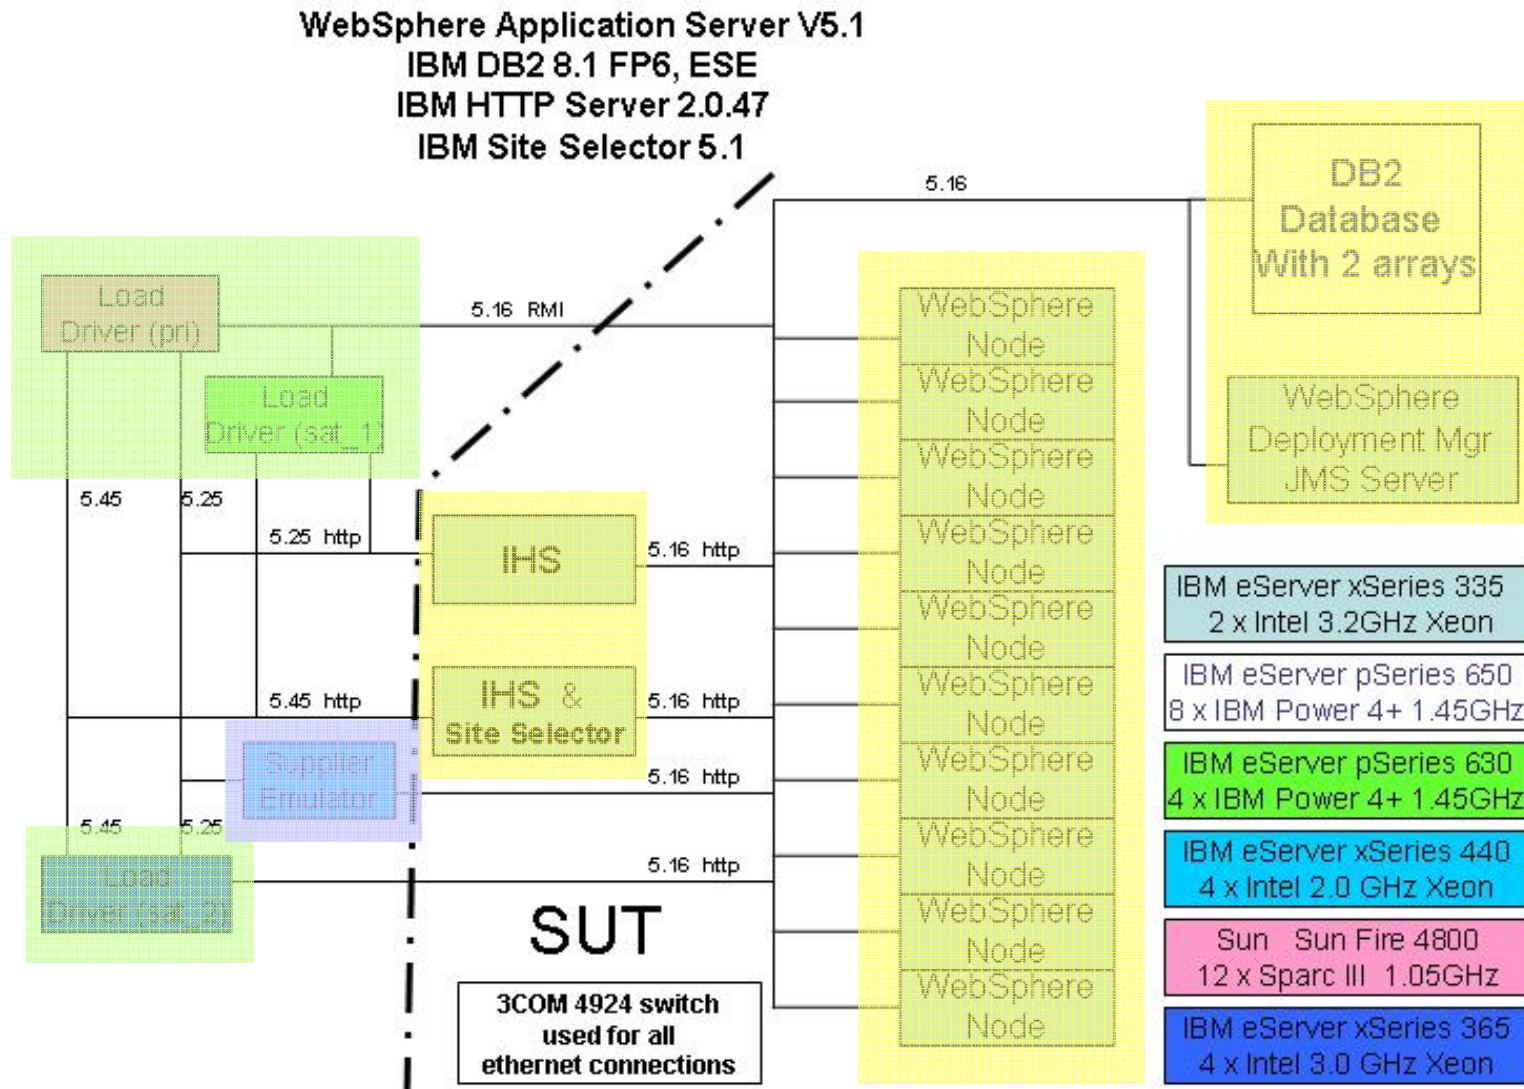 WebSphere Application Server V5.1
IBM DB2 8.1 FP6, ESE
IBM HTTP Server 2.0.47
IBM Site Selector 5.1
5.16
DB2
Database
With 2 arrays
Load
Driver (pri)
5.16 RMI
Load
Driver (sat_1)
WebSphere
Node
WebSphere
Node
WebSphere
Node
WebSphere
Node
WebSphere
Node
WebSphere
Node
WebSphere
Node
WebSphere
Node
WebSphere
Node
WebSphere
Node
WebSphere
Deployment Mgr
JMS Server
5.45
5.25
5.25 http
IHS
5.16 http
5.45 http
IHS &
Site Selector
5.16 http
Supplier
Emulator
5.16 http
5.45
5.25
Load
Driver (sat_2)
5.16 http
SUT
3COM 4924 switch
used for all
ethernet connections
IBM eServer xSeries 335
2 x Intel 3.2GHz Xeon
IBM eServer pSeries 650
8 x IBM Power 4+ 1.45GHz
IBM eServer pSeries 630
4 x IBM Power 4+ 1.45GHz
IBM eServer xSeries 440
4 x Intel 2.0 GHz Xeon
Sun Sun Fire 4800
12 x Sparc III 1.05GHz
IBM eServer xSeries 365
4 x Intel 3.0 GHz Xeon